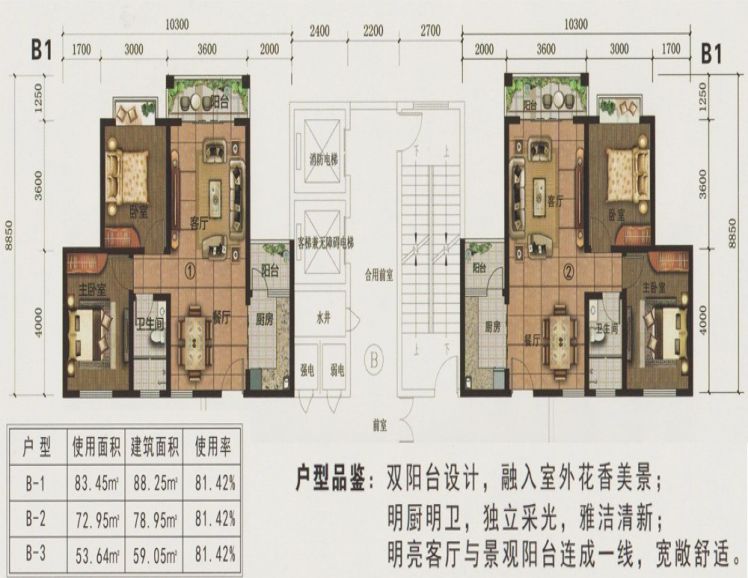 10300
2400 2200 2700
10300
B1
1700 3000 3600 2000
2000 3600 3000 1700
B1
8850
1250
3600
4000
阳台
卧室
客厅
①
主卧室
卫生间
餐厅
阳台
厨房
消防电梯
客梯兼无障碍电梯
水井
强电
弱电
合用前室
前室
B
下 上
上 下
阳台
客厅
卧室
②
阳台
厨房
餐厅
卫生间
主卧室
1250
3600
4000
8850
户型 使用面积 建筑面积 使用率
B-1 83.45㎡ 88.25㎡ 81.42%
B-2 72.95㎡ 78.95㎡ 81.42%
B-3 53.64㎡ 59.05㎡ 81.42%
户型品鉴：双阳台设计，融入室外花香美景；
明厨明卫，独立采光，雅洁清新；
明亮客厅与景观阳台连成一线，宽敞舒适。